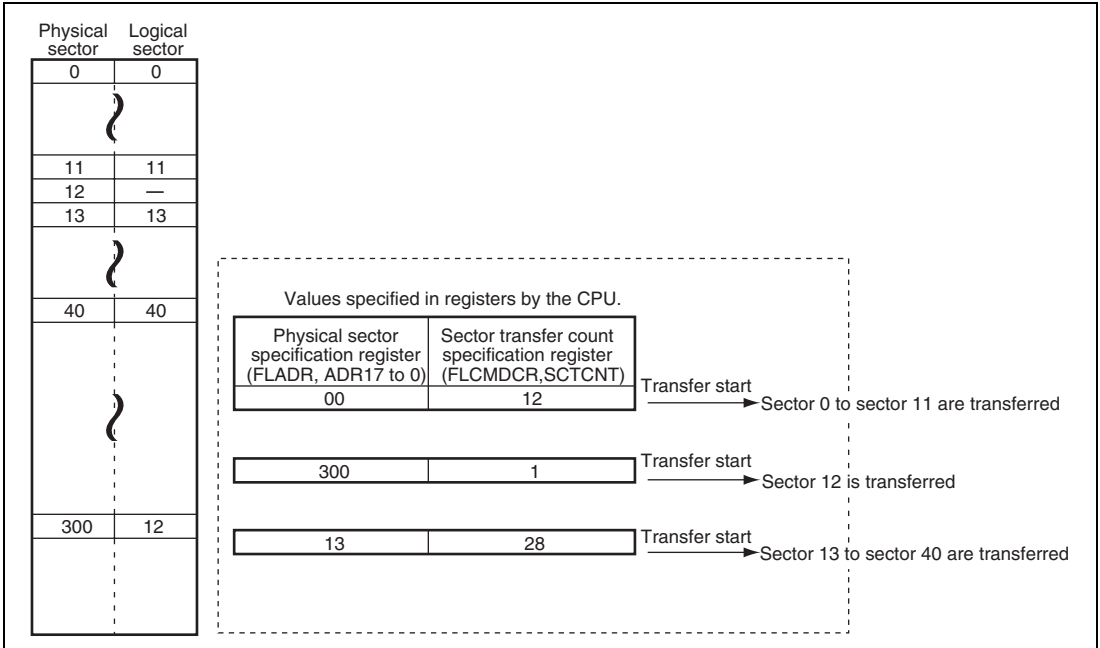 Physical sector
Logical sector
0 0
11 11
12 —
13 13
40 40
300 12
Values specified in registers by the CPU.
Physical sector specification register (FLADR, ADR17 to 0)
Sector transfer count specification register (FLCMDCR,SCTCNT)
00 12
Transfer start
Sector 0 to sector 11 are transferred
300 1
Transfer start
Sector 12 is transferred
13 28
Transfer start
Sector 13 to sector 40 are transferred